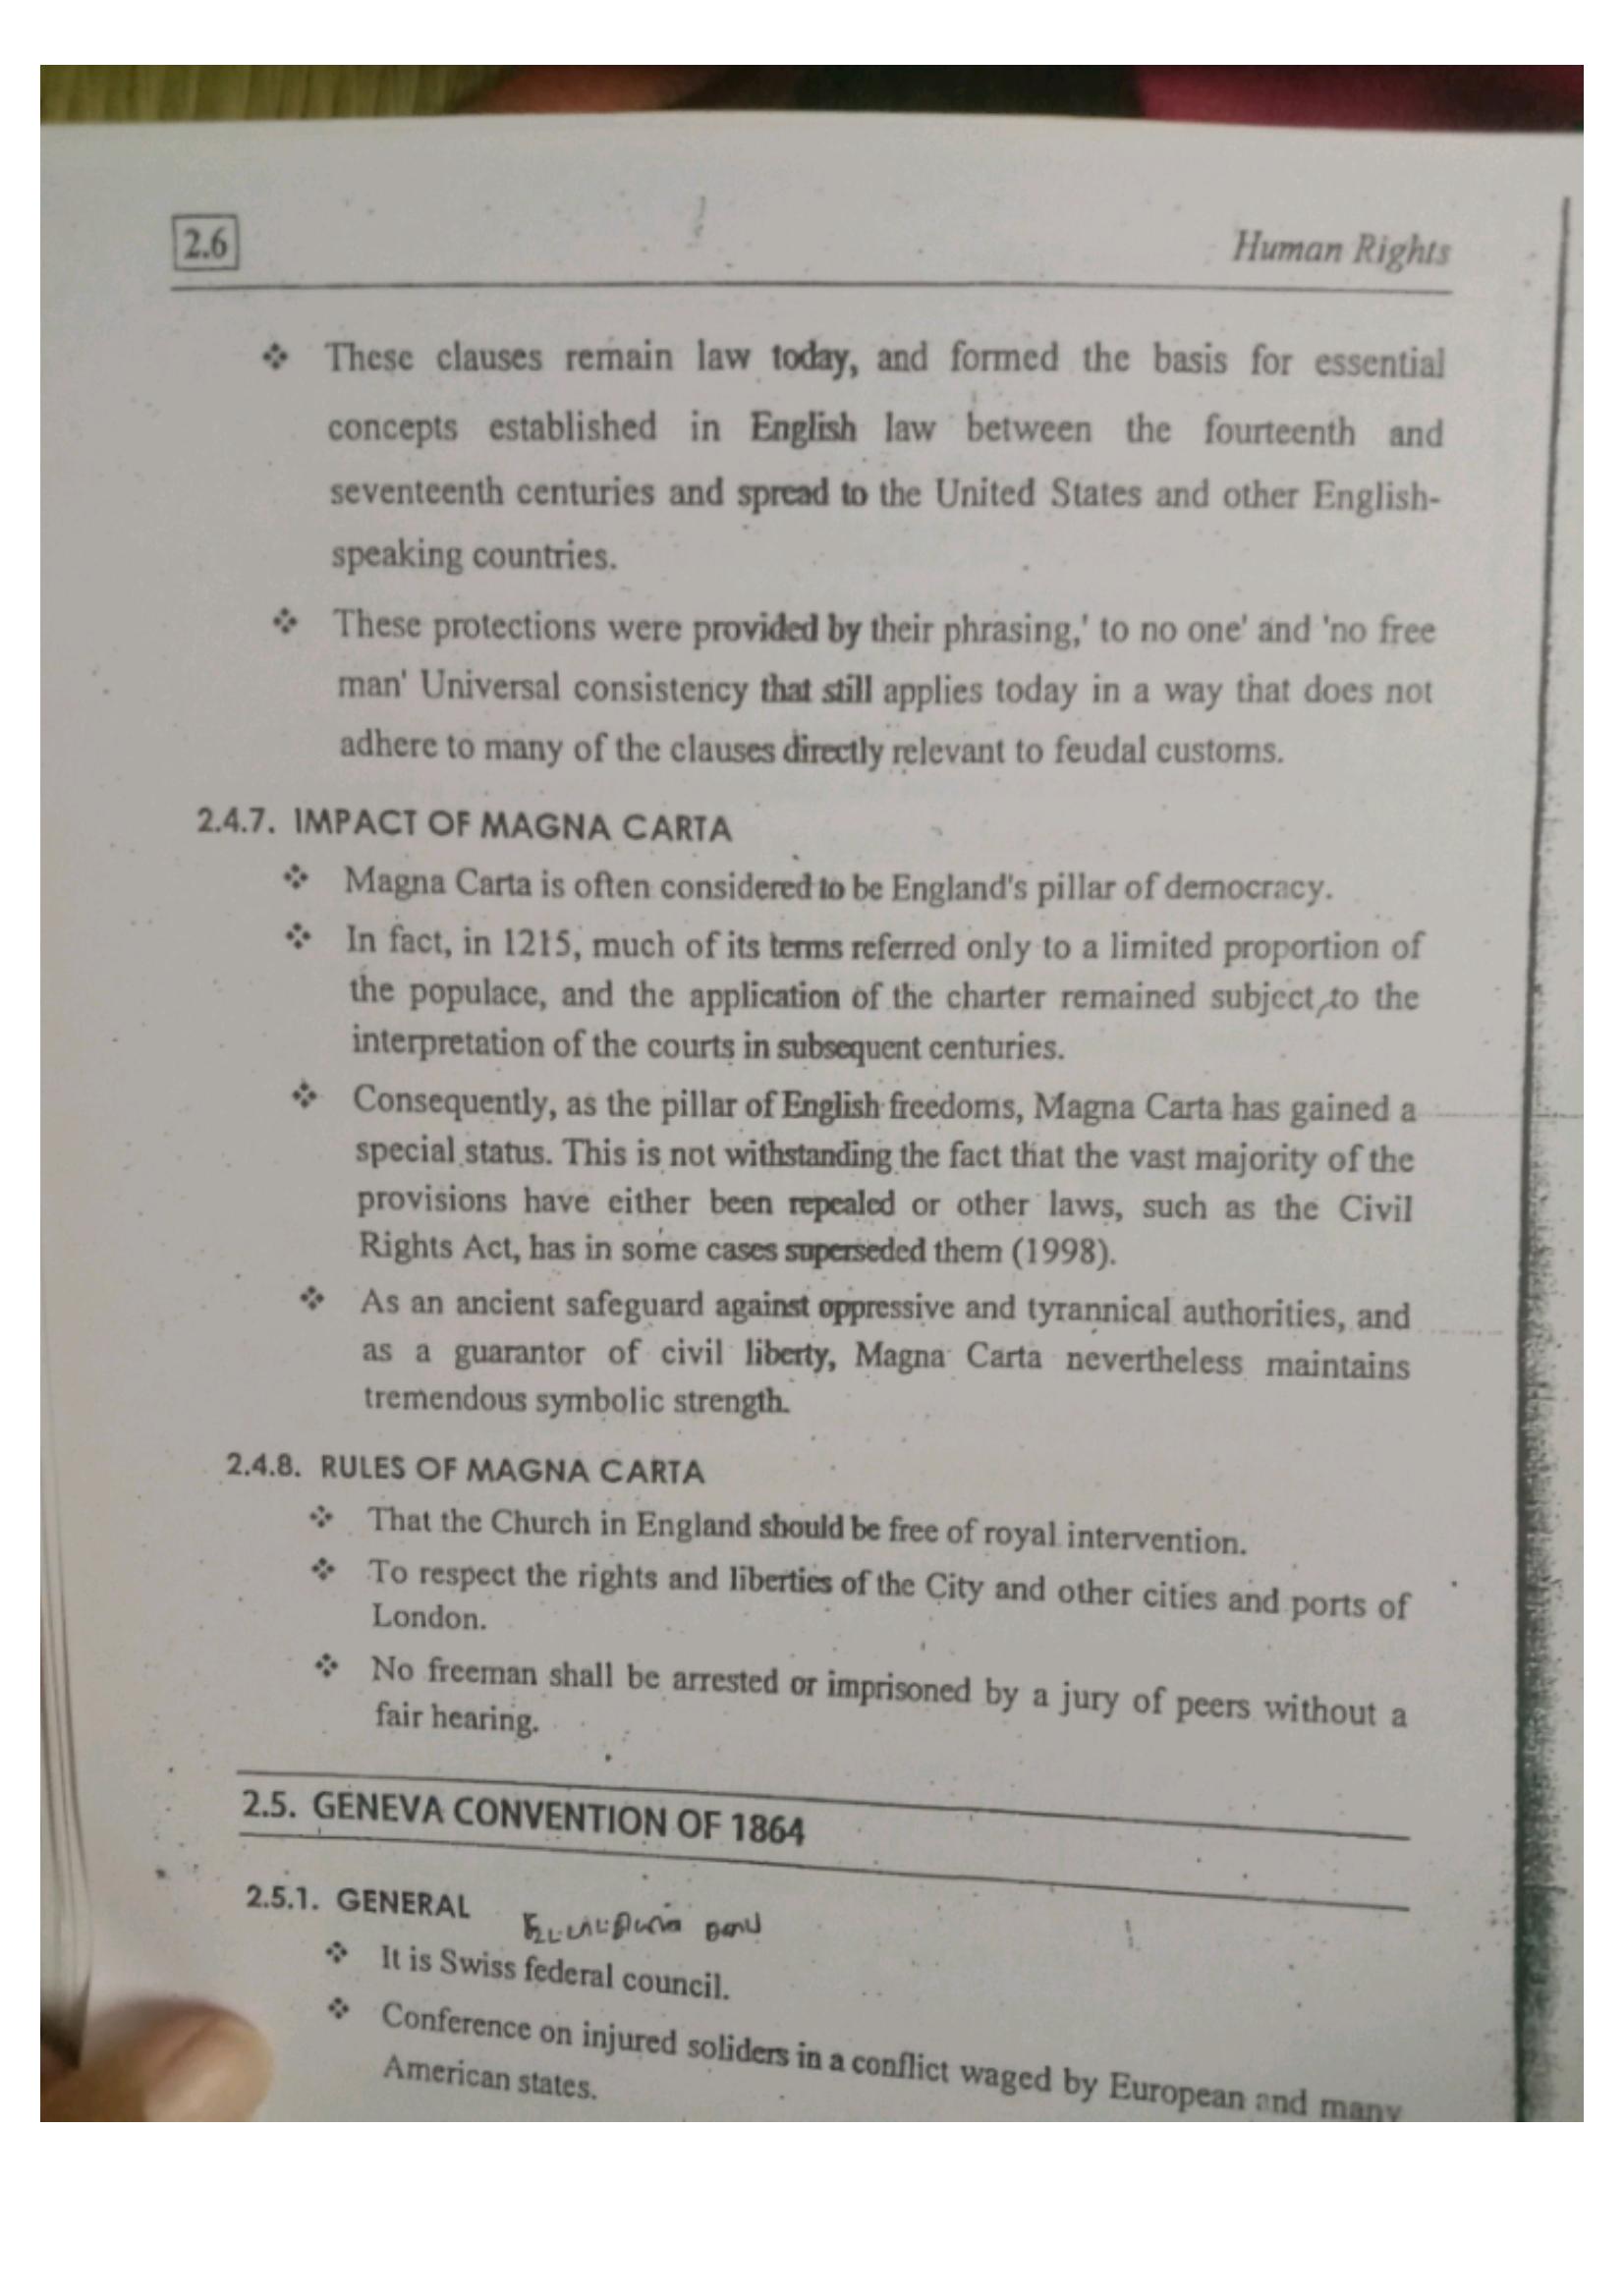 2.6
Human Rights
❖ These clauses remain law today, and formed the basis for essential
concepts established in English law between the fourteenth and
seventeenth centuries and spread to the United States and other English-
speaking countries.
❖ These protections were provided by their phrasing,' to no one' and 'no free
man' Universal consistency that still applies today in a way that does not
adhere to many of the clauses directly relevant to feudal customs.
2.4.7. IMPACT OF MAGNA CARTA
❖ Magna Carta is often considered to be England's pillar of democracy.
❖ In fact, in 1215, much of its terms referred only to a limited proportion of
the populace, and the application of the charter remained subject to the
interpretation of the courts in subsequent centuries.
❖ Consequently, as the pillar of English freedoms, Magna Carta has gained a
special status. This is not withstanding the fact that the vast majority of the
provisions have either been repealed or other laws, such as the Civil
Rights Act, has in some cases superseded them (1998).
❖ As an ancient safeguard against oppressive and tyrannical authorities, and
as a guarantor of civil liberty, Magna Carta nevertheless maintains
tremendous symbolic strength.
2.4.8. RULES OF MAGNA CARTA
❖ That the Church in England should be free of royal intervention.
❖ To respect the rights and liberties of the City and other cities and ports of
London.
❖ No freeman shall be arrested or imprisoned by a jury of peers without a
fair hearing.
2.5. GENEVA CONVENTION OF 1864
2.5.1. GENERAL
❖ It is Swiss federal council.
❖ Conference on injured soliders in a conflict waged by European and many
American states.